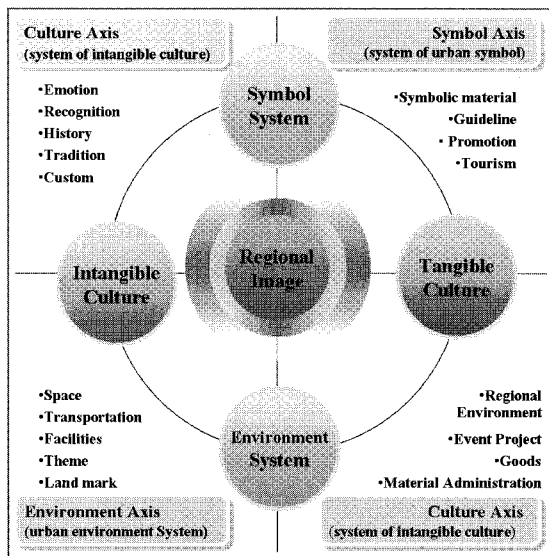 Culture Axis
(system of intangible culture)
Symbol Axis
(system of urban symbol)
•Emotion
•Recognition
•History
•Tradition
•Custom
Symbol
System
•Symbolic material
•Guideline
• Promotion
•Tourism
Intangible
Culture
Regional
Image
Tangible
Culture
•Space
•Transportation
•Facilities
•Theme
•Land mark
Environment
System
•Regional
Environment
•Event Project
•Goods
•Material Administration
Environment Axis
(urban environment System)
Culture Axis
(system of intangible culture)